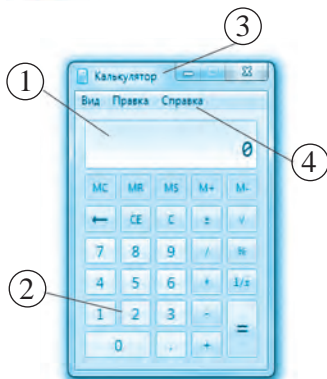 3
Калькулятор
1
Вид Правка Справка
0
4
MC MR MS M+ M-
← CE C ± √
7 8 9 / %
4 5 6 * 1/x
2
1 2 3 - =
0 . +